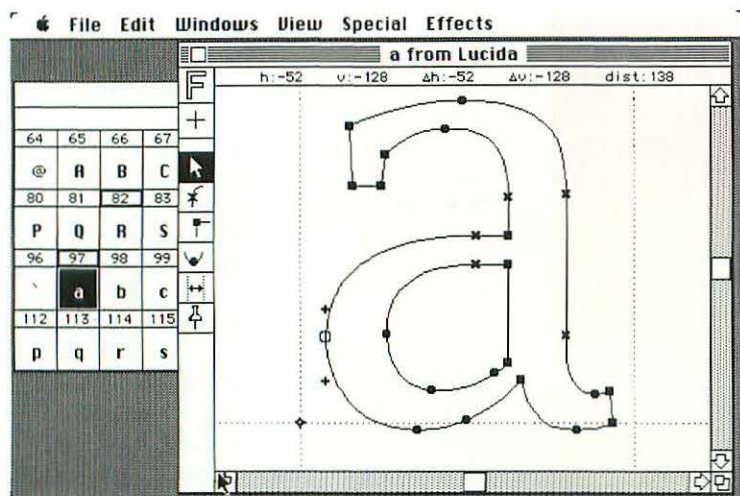 File Edit Windows View Special Effects
a from Lucida
h:-52 v:-128 Δh:-52 Δv:-128 dist:138
64 65 66 67
@ A B C
80 81 82 83
P Q R S
96 97 98 99
` a b c
112 113 114 115
p q r s
F
a